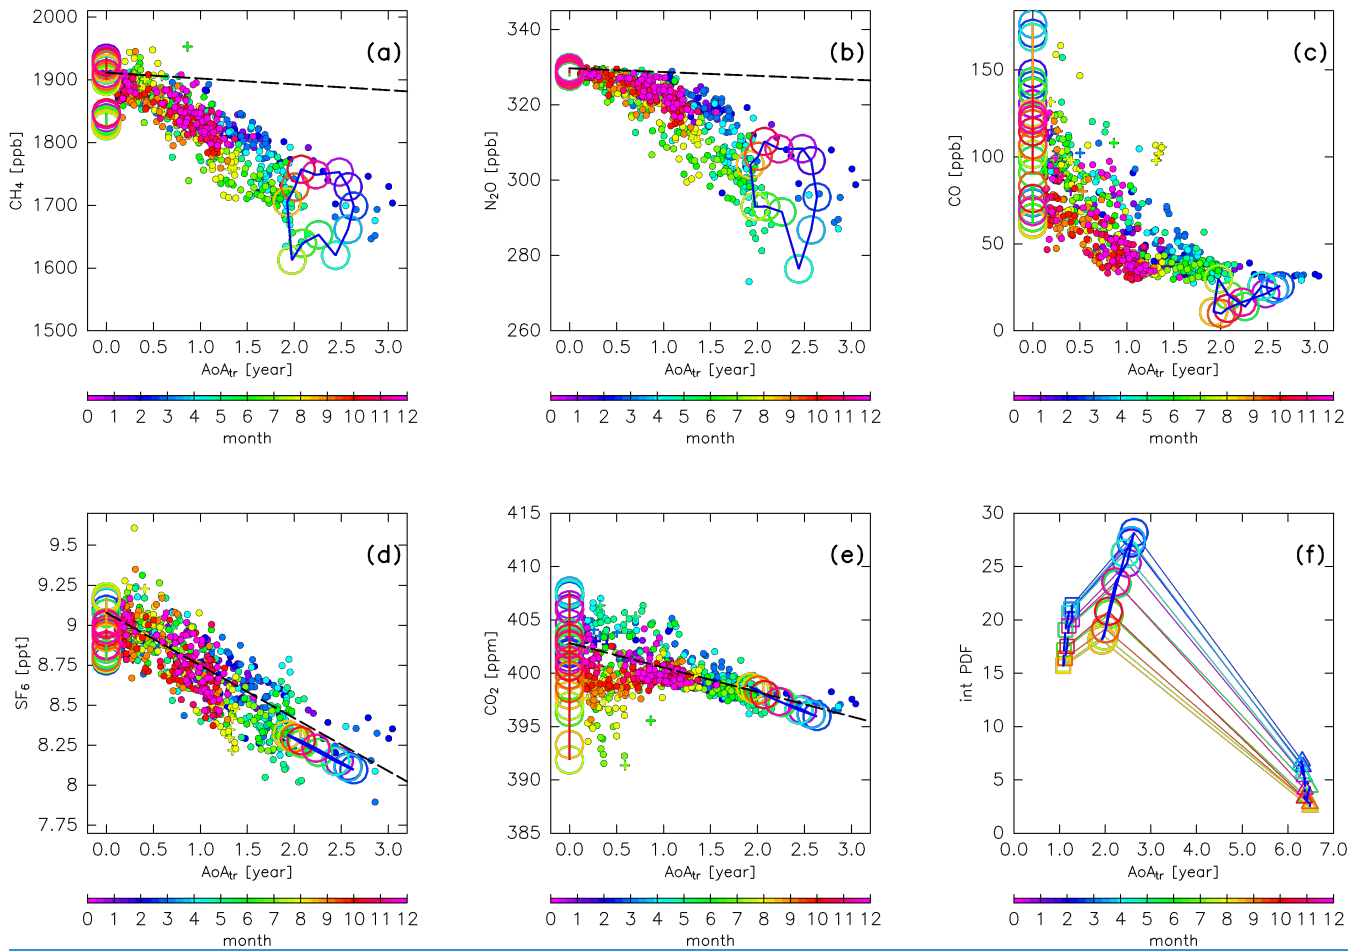 2000
1900
1800
1700
1600
1500
CH4 [ppb]
(a)
0.0 0.5 1.0 1.5 2.0 2.5 3.0
AoAtr [year]
0 1 2 3 4 5 6 7 8 9 10 11 12
month
340
320
300
280
260
N2O [ppb]
(b)
0.0 0.5 1.0 1.5 2.0 2.5 3.0
AoAtr [year]
0 1 2 3 4 5 6 7 8 9 10 11 12
month
150
100
50
0
CO [ppb]
(c)
0.0 0.5 1.0 1.5 2.0 2.5 3.0
AoAtr [year]
0 1 2 3 4 5 6 7 8 9 10 11 12
month
9.5
9.25
9
8.75
8.5
8.25
8
7.75
SF6 [ppt]
(d)
0.0 0.5 1.0 1.5 2.0 2.5 3.0
AoAtr [year]
0 1 2 3 4 5 6 7 8 9 10 11 12
month
415
410
405
400
395
390
385
CO2 [ppm]
(e)
0.0 0.5 1.0 1.5 2.0 2.5 3.0
AoAtr [year]
0 1 2 3 4 5 6 7 8 9 10 11 12
month
30
25
20
15
10
5
0
int PDF
(f)
0.0 1.0 2.0 3.0 4.0 5.0 6.0 7.0
AoAtr [year]
0 1 2 3 4 5 6 7 8 9 10 11 12
month